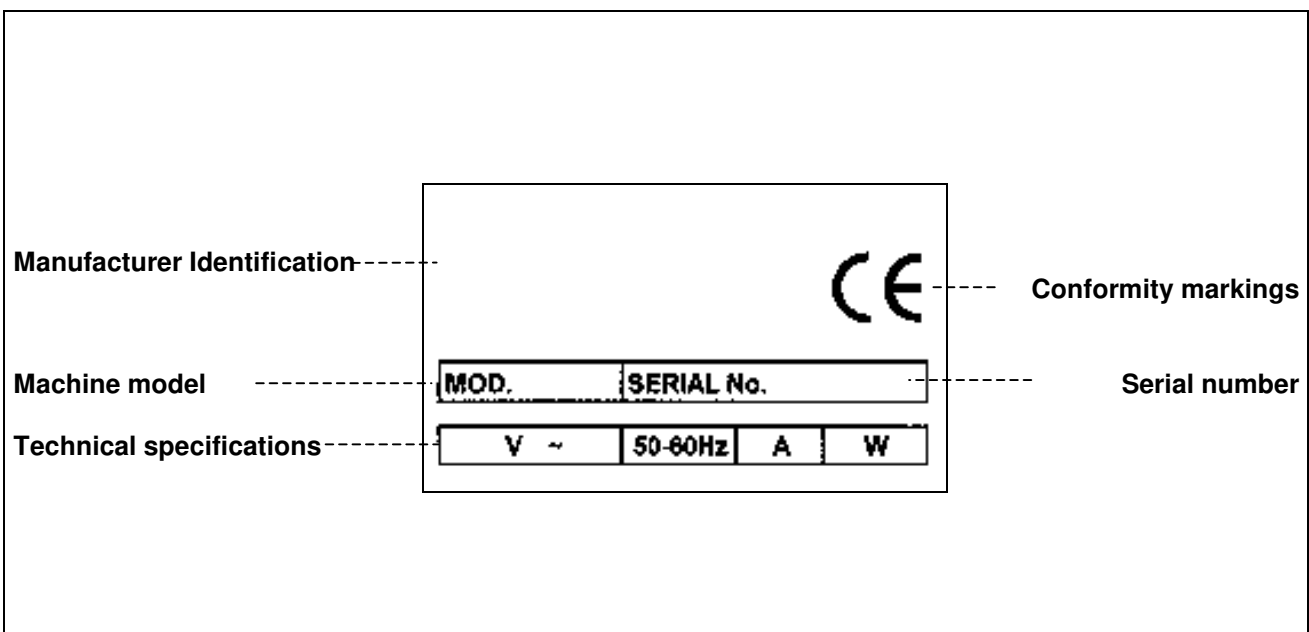 Manufacturer Identification
CE
Conformity markings
Machine model
MOD. SERIAL No.
Serial number
Technical specifications
V ~ 50-60Hz A W